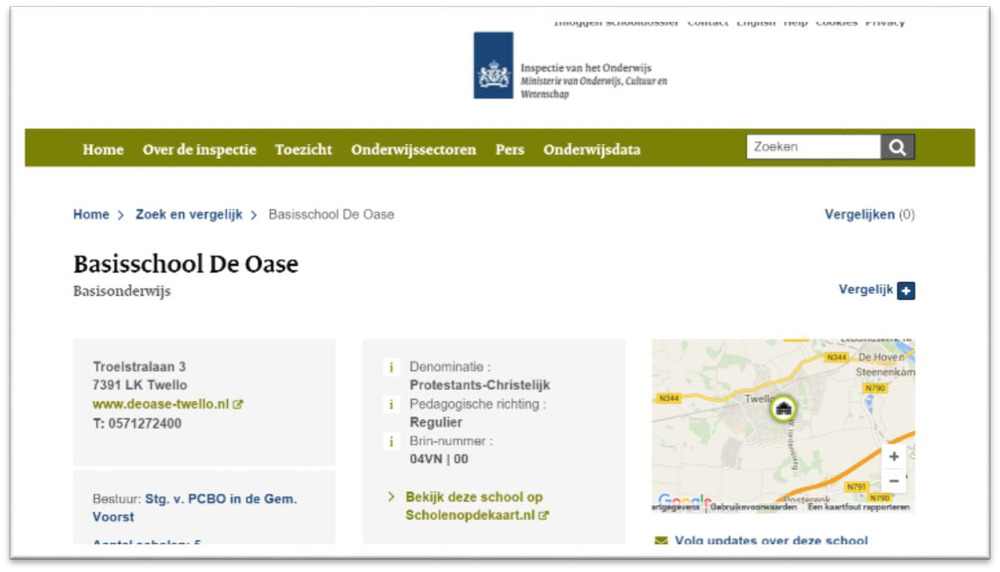 Inloggen schooldossier Contact English Help Cookies Privacy
Inspectie van het Onderwijs
Ministerie van Onderwijs, Cultuur en
Wetenschap
Home Over de inspectie Toezicht Onderwijssectoren Pers Onderwijsdata
Zoeken
Home > Zoek en vergelijk > Basisschool De Oase
Vergelijken (0)
Basisschool De Oase
Basisonderwijs
Vergelijk +
Troelstralaan 3
7391 LK Twello
www.deoase-twello.nl
T: 0571272400
Bestuur: Stg. v. PCBO in de Gem.
Voorst
Aantal scholen: 5
i Denominatie :
Protestants-Christelijk
i Pedagogische richting :
Regulier
i Brin-nummer :
04VN | 00
> Bekijk deze school op
Scholenopdekaart.nl
N344 De Hoven
Steenenkam
N790
N344
Twello
W. Iordensweg
+
−
N791
N790
Posterenk
Google
artgegevens Gebruiksvoorwaarden Een kaartfout rapporteren
Volg updates over deze school